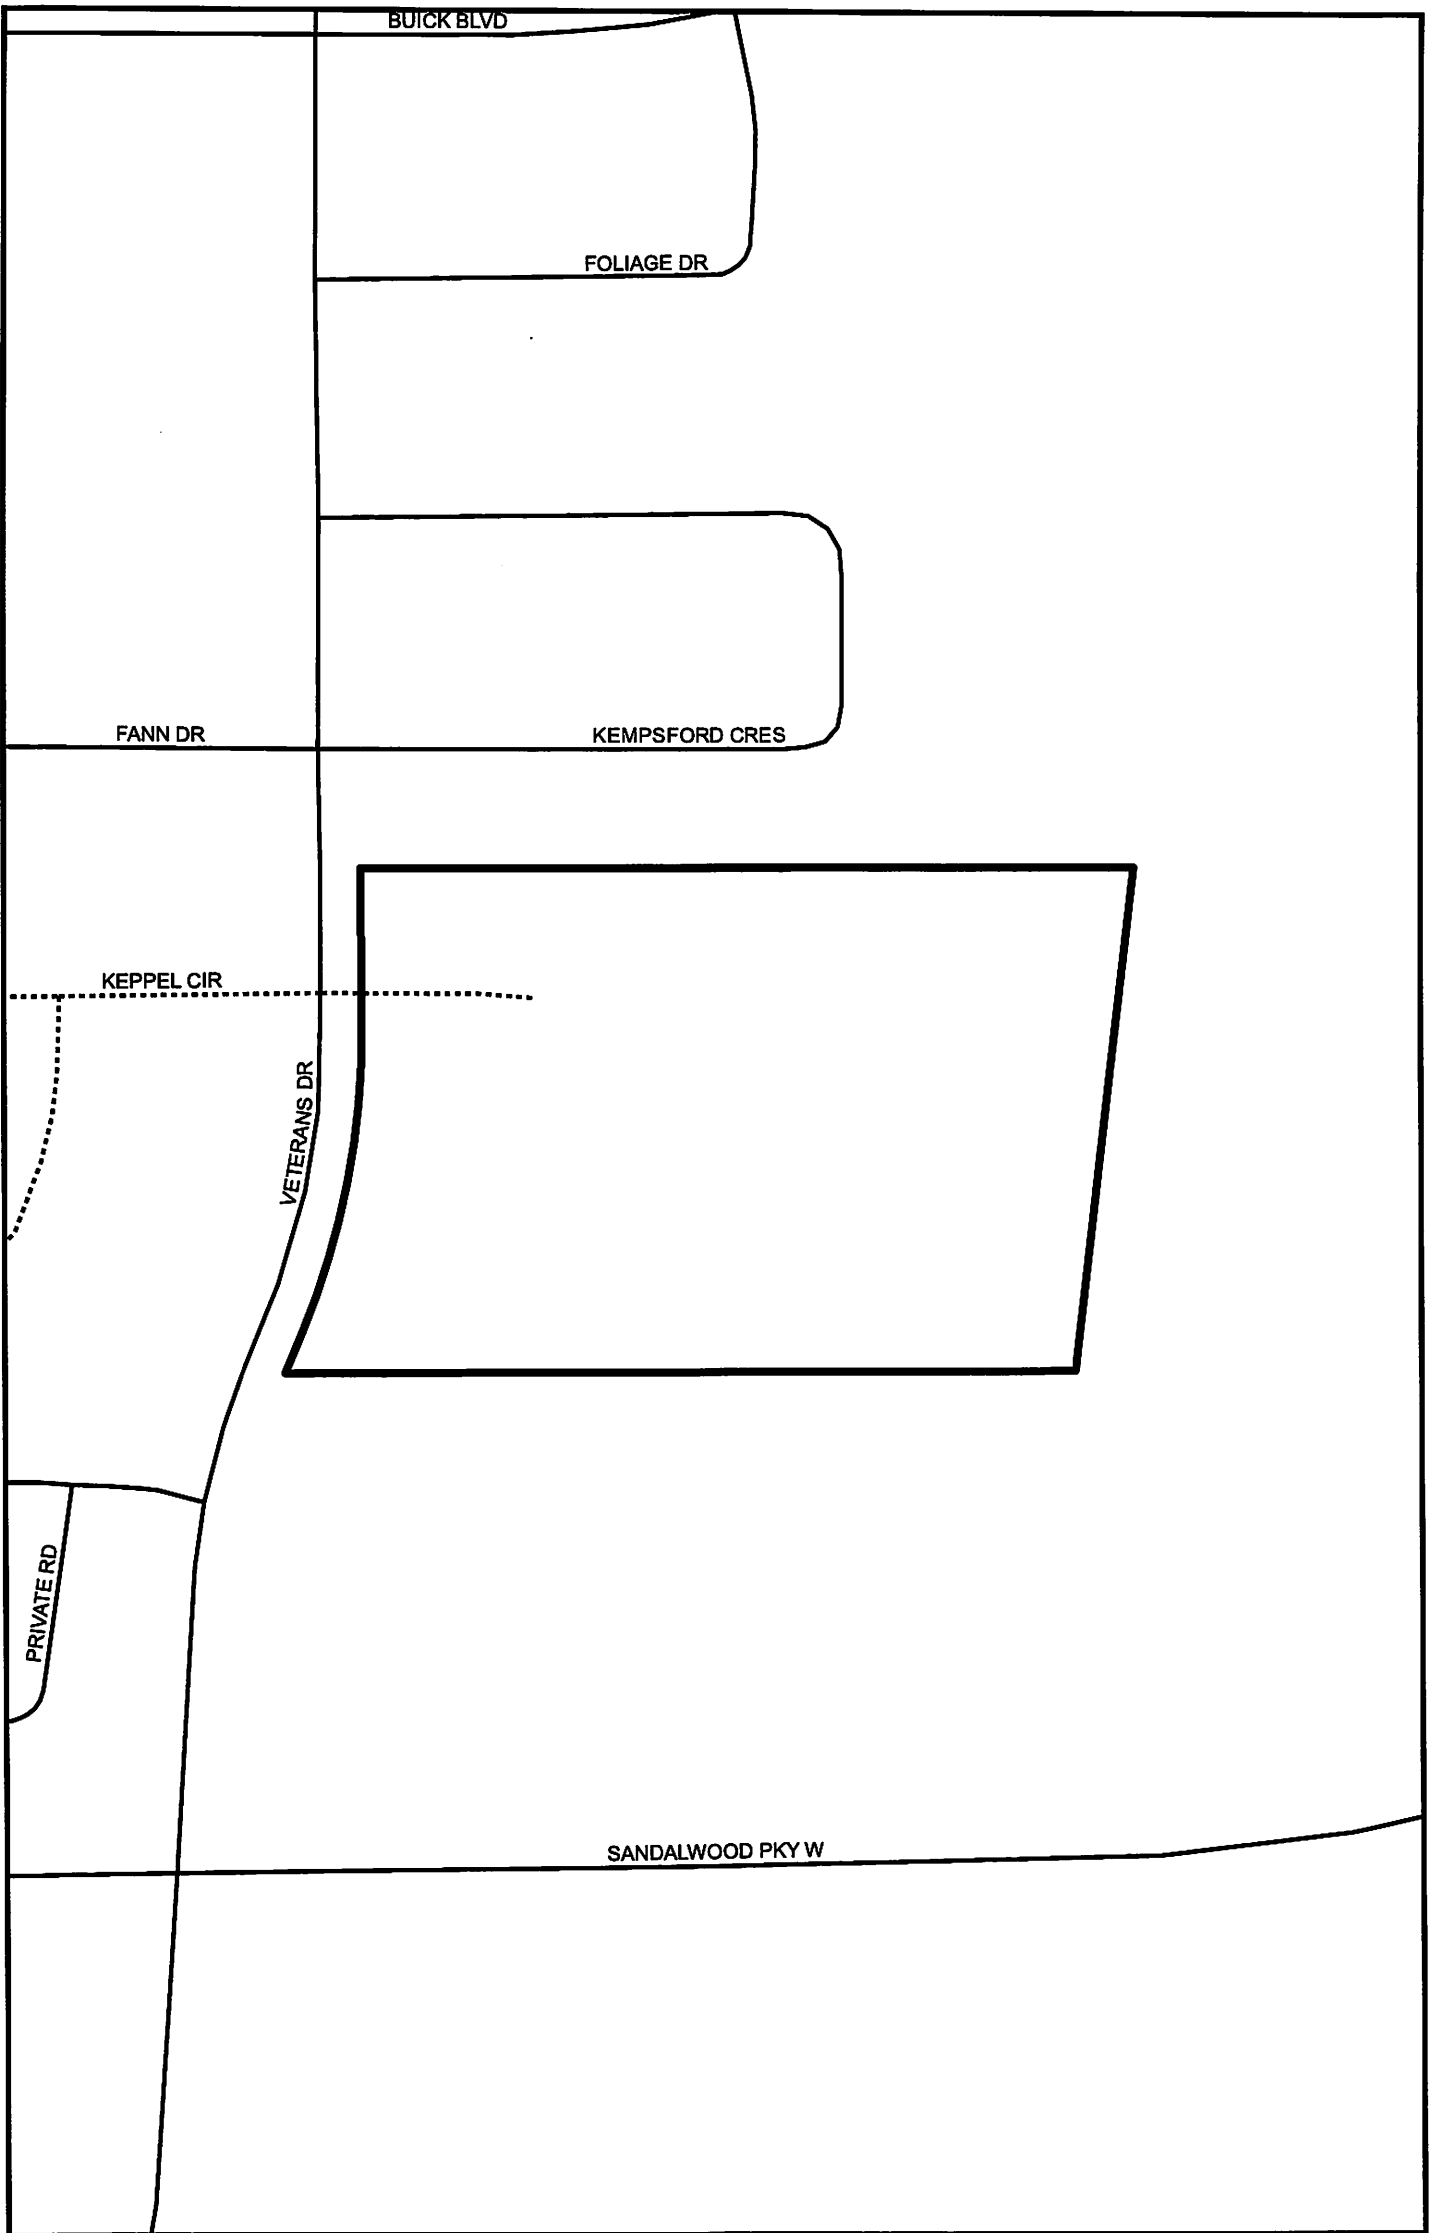 BUICK BLVD
FOLIAGE DR
FANN DR
KEMPSFORD CRES
KEPPEL CIR
VETERANS DR
PRIVATE RD
SANDALWOOD PKY W